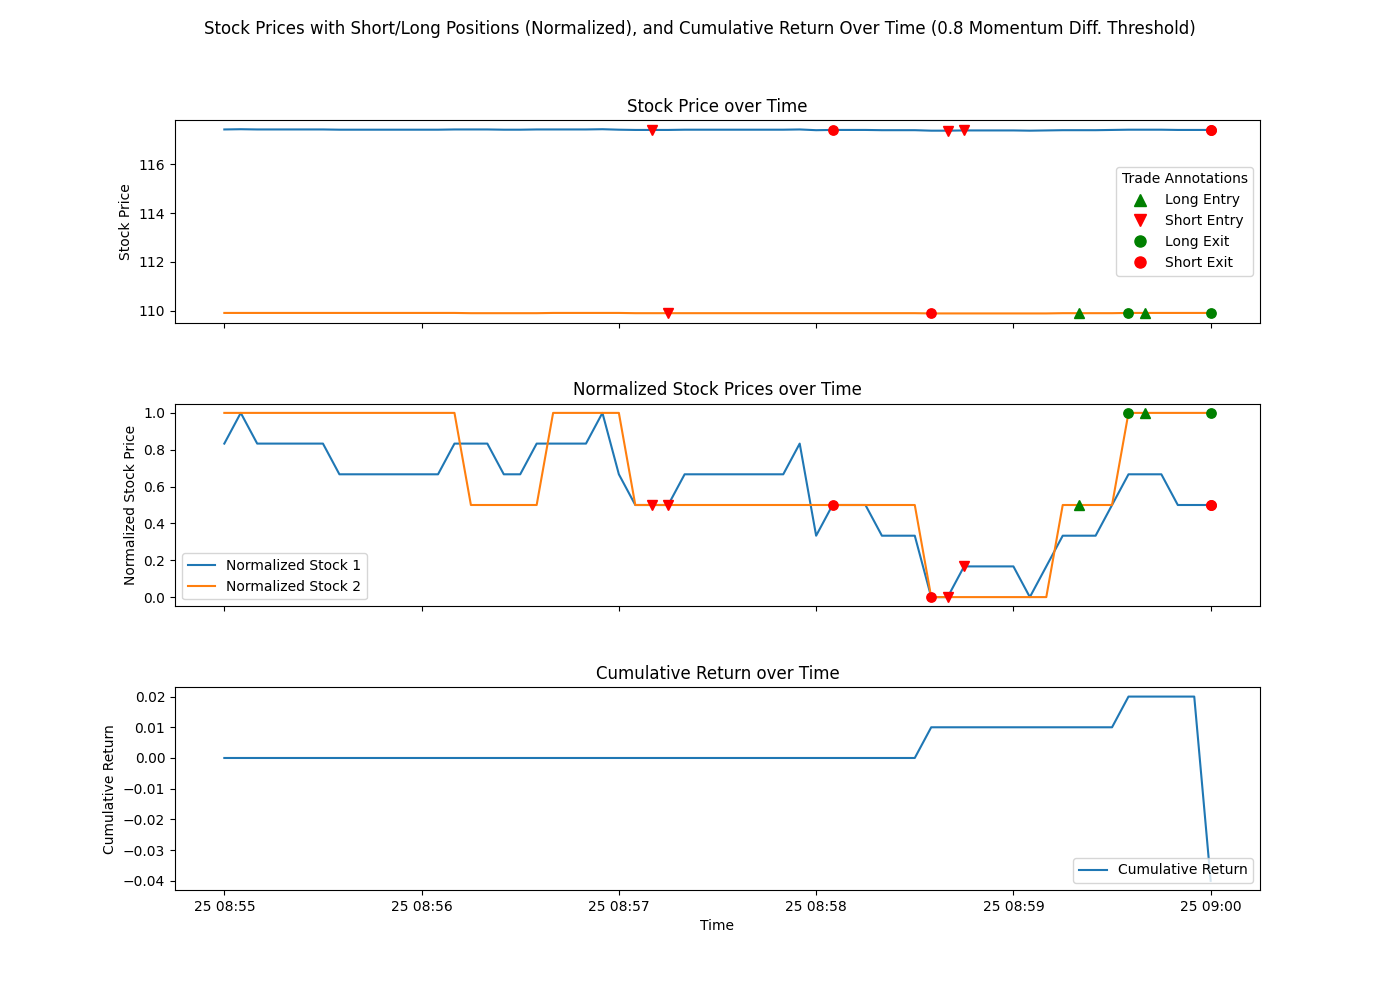 Stock Prices with Short/Long Positions (Normalized), and Cumulative Return Over Time (0.8 Momentum Diff. Threshold)
Stock Price over Time
Stock Price
116
114
112
110
Trade Annotations
Long Entry
Short Entry
Long Exit
Short Exit
Normalized Stock Prices over Time
Normalized Stock Price
1.0
0.8
0.6
0.4
0.2
0.0
Normalized Stock 1
Normalized Stock 2
Cumulative Return over Time
Cumulative Return
0.02
0.01
0.00
−0.01
−0.02
−0.03
−0.04
Cumulative Return
25 08:55
25 08:56
25 08:57
25 08:58
25 08:59
25 09:00
Time